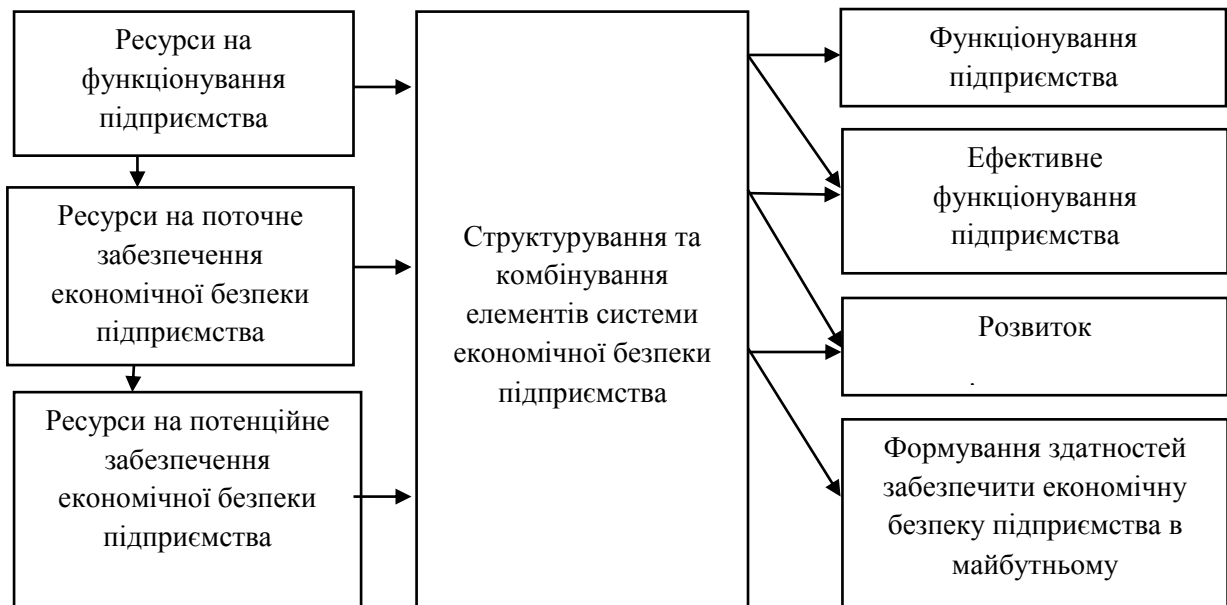 Ресурси на
функціонування
підприємства
Ресурси на поточне
забезпечення
економічної безпеки
підприємства
Ресурси на потенційне
забезпечення
економічної безпеки
підприємства
Структурування та
комбінування
елементів системи
економічної безпеки
підприємства
Функціонування
підприємства
Ефективне
функціонування
підприємства
Розвиток
Формування здатностей
забезпечити економічну
безпеку підприємства в
майбутньому